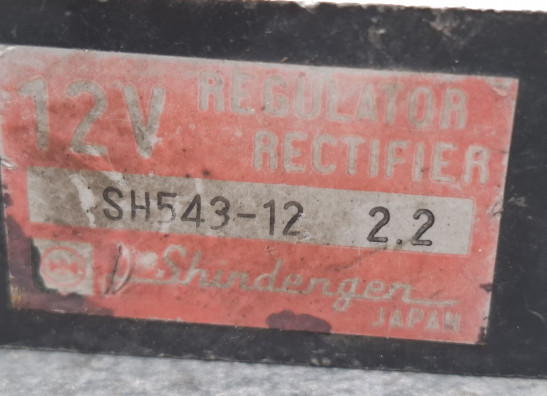 12V REGULATOR
RECTIFIER
SH543-12 2.2
Shindengen
JAPAN